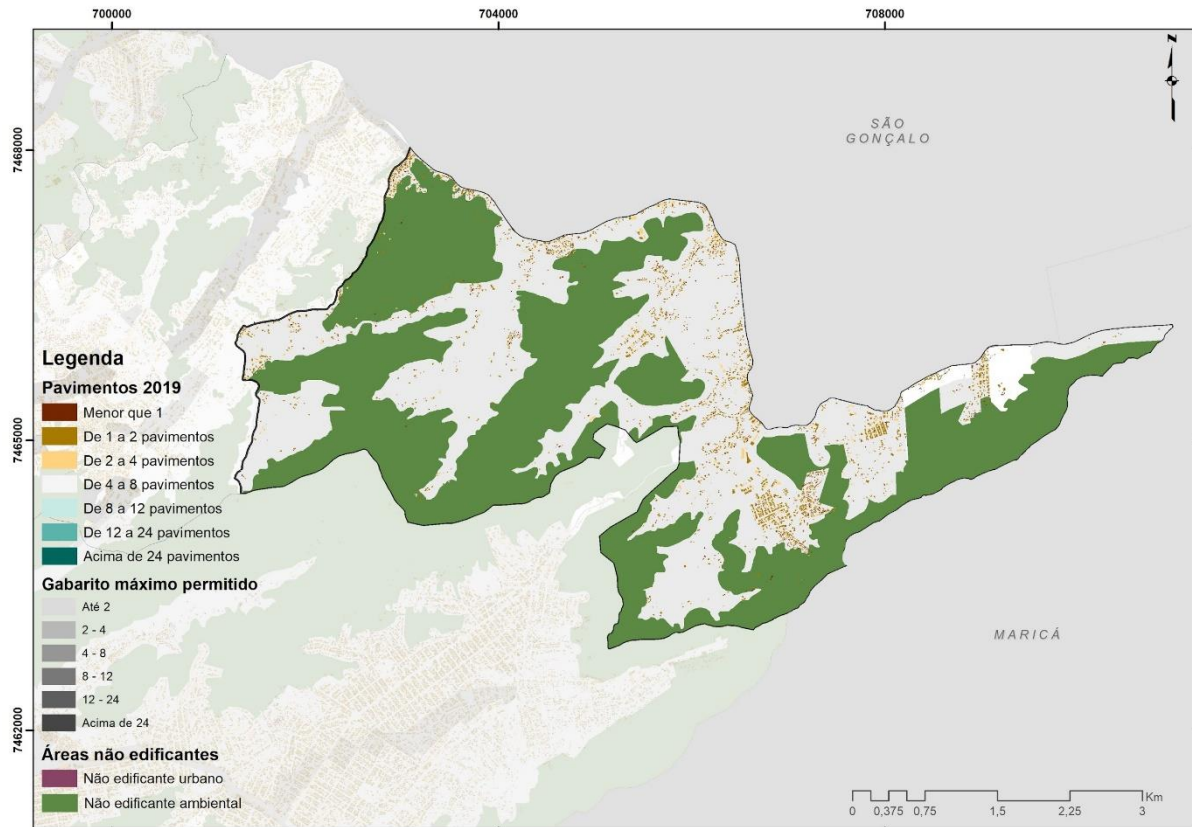 700000
704000
708000
7468000
7465000
7462000
N
SÃO
GONÇALO
MARICÁ
Legenda
Pavimentos 2019
Menor que 1
De 1 a 2 pavimentos
De 2 a 4 pavimentos
De 4 a 8 pavimentos
De 8 a 12 pavimentos
De 12 a 24 pavimentos
Acima de 24 pavimentos
Gabarito máximo permitido
Até 2
2 - 4
4 - 8
8 - 12
12 - 24
Acima de 24
Áreas não edificantes
Não edificante urbano
Não edificante ambiental
Km
0 0,375 0,75 1,5 2,25 3